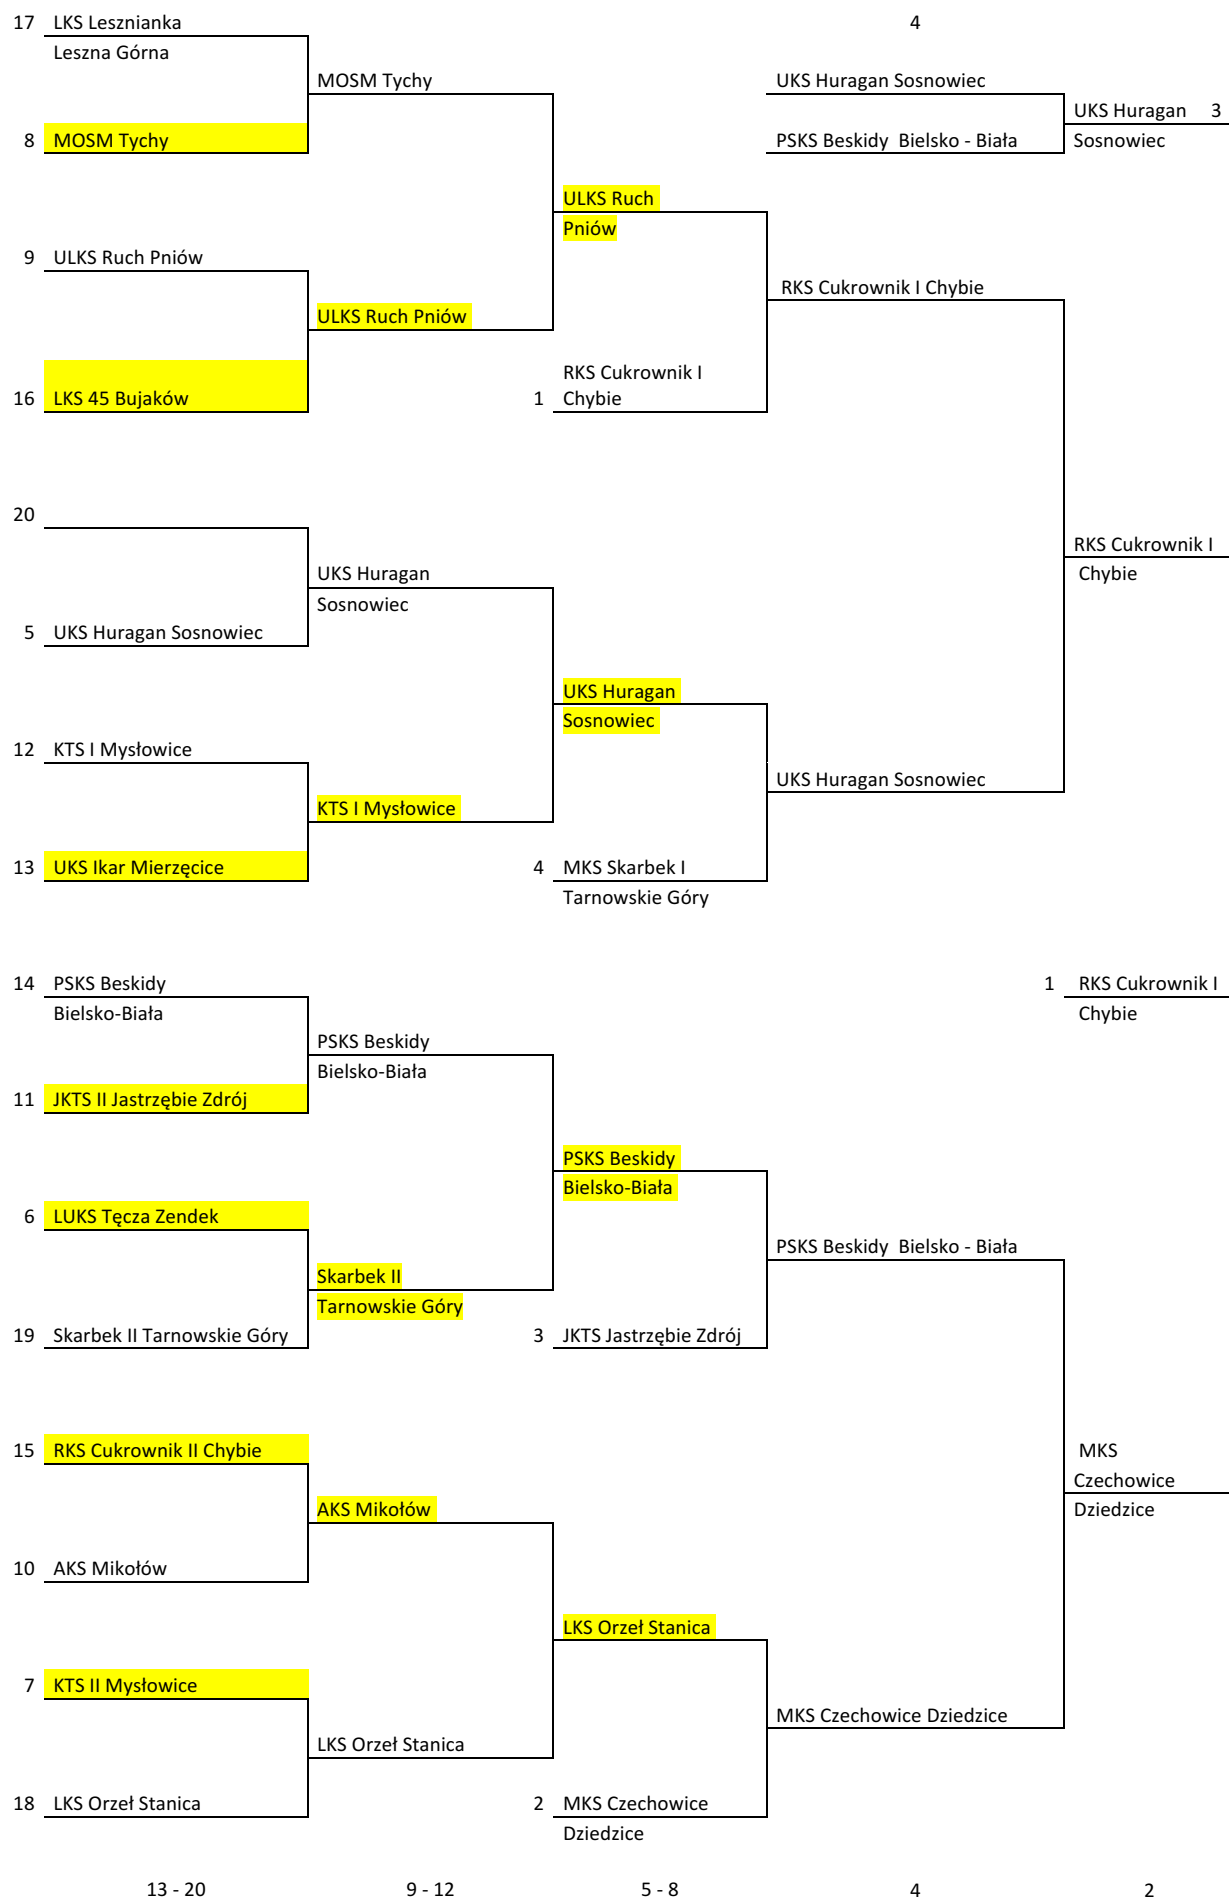 17 LKS Lesznianka 4
Leszna Górna
MOSM Tychy UKS Huragan Sosnowiec
UKS Huragan 3
8 MOSM Tychy PSKS Beskidy Bielsko - Biała Sosnowiec
ULKS Ruch
Pniów
9 ULKS Ruch Pniów
RKS Cukrownik I Chybie
ULKS Ruch Pniów
RKS Cukrownik I
16 LKS 45 Bujaków 1 Chybie
20
RKS Cukrownik I
UKS Huragan Chybie
Sosnowiec
5 UKS Huragan Sosnowiec
UKS Huragan
Sosnowiec
12 KTS I Mysłowice
UKS Huragan Sosnowiec
KTS I Mysłowice
13 UKS Ikar Mierzęcice 4 MKS Skarbek I
Tarnowskie Góry
14 PSKS Beskidy 1 RKS Cukrownik I
Bielsko-Biała Chybie
PSKS Beskidy
Bielsko-Biała
11 JKTS II Jastrzębie Zdrój
PSKS Beskidy
Bielsko-Biała
6 LUKS Tęcza Zendek
PSKS Beskidy Bielsko - Biała
Skarbek II
Tarnowskie Góry
19 Skarbek II Tarnowskie Góry 3 JKTS Jastrzębie Zdrój
15 RKS Cukrownik II Chybie MKS
Czechowice
AKS Mikołów Dziedzice
10 AKS Mikołów
LKS Orzeł Stanica
7 KTS II Mysłowice
MKS Czechowice Dziedzice
LKS Orzeł Stanica
18 LKS Orzeł Stanica 2 MKS Czechowice
Dziedzice
13 - 20 9 - 12 5 - 8 4 2